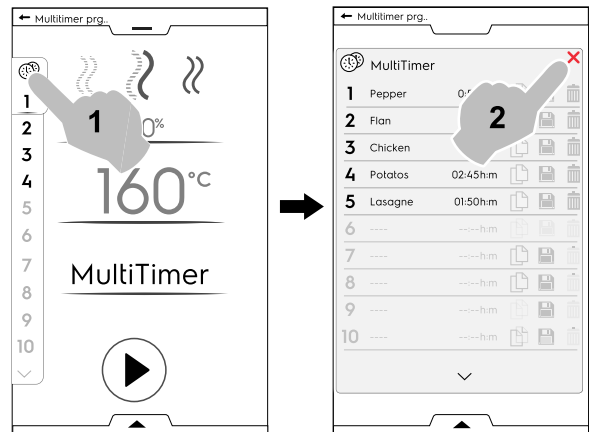 Multitimer prg..
1
1
2
3
4
5
6
7
8
9
10
160°C
MultiTimer
Multitimer prg..
MultiTimer
2
1 Pepper
2 Flan
3 Chicken
4 Potatos 02:45h:m
5 Lasagne 01:50h:m
6 ---- --:--h:m
7 ---- --:--h:m
8 ---- --:--h:m
9 ---- --:--h:m
10 ---- --:--h:m